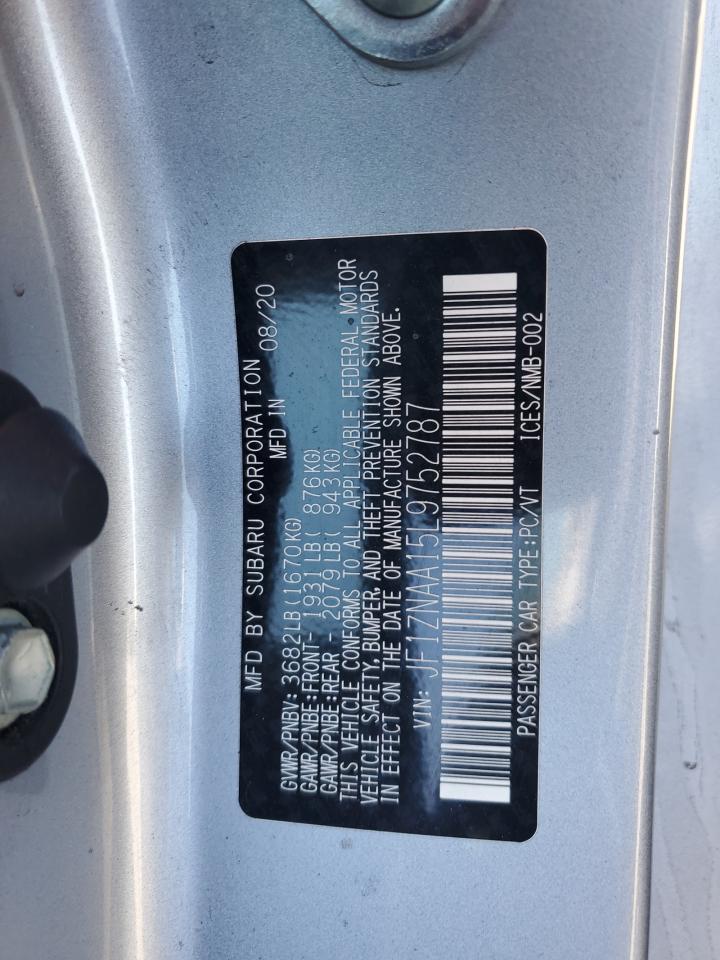 MFD BY SUBARU CORPORATION
MFD IN 08/20
GVWR/PNBV: 3682LB(1670KG)
GAWR/PNBE:FRONT- 1931LB( 876KG)
GAWR/PNBE:REAR - 2079LB( 943KG)
THIS VEHICLE CONFORMS TO ALL APPLICABLE FEDERAL MOTOR
VEHICLE SAFETY, BUMPER, AND THEFT PREVENTION STANDARDS
IN EFFECT ON THE DATE OF MANUFACTURE SHOWN ABOVE.
VIN: JF1ZNAA15L9752787
PASSENGER CAR TYPE:PC/VT ICES/NMB-002